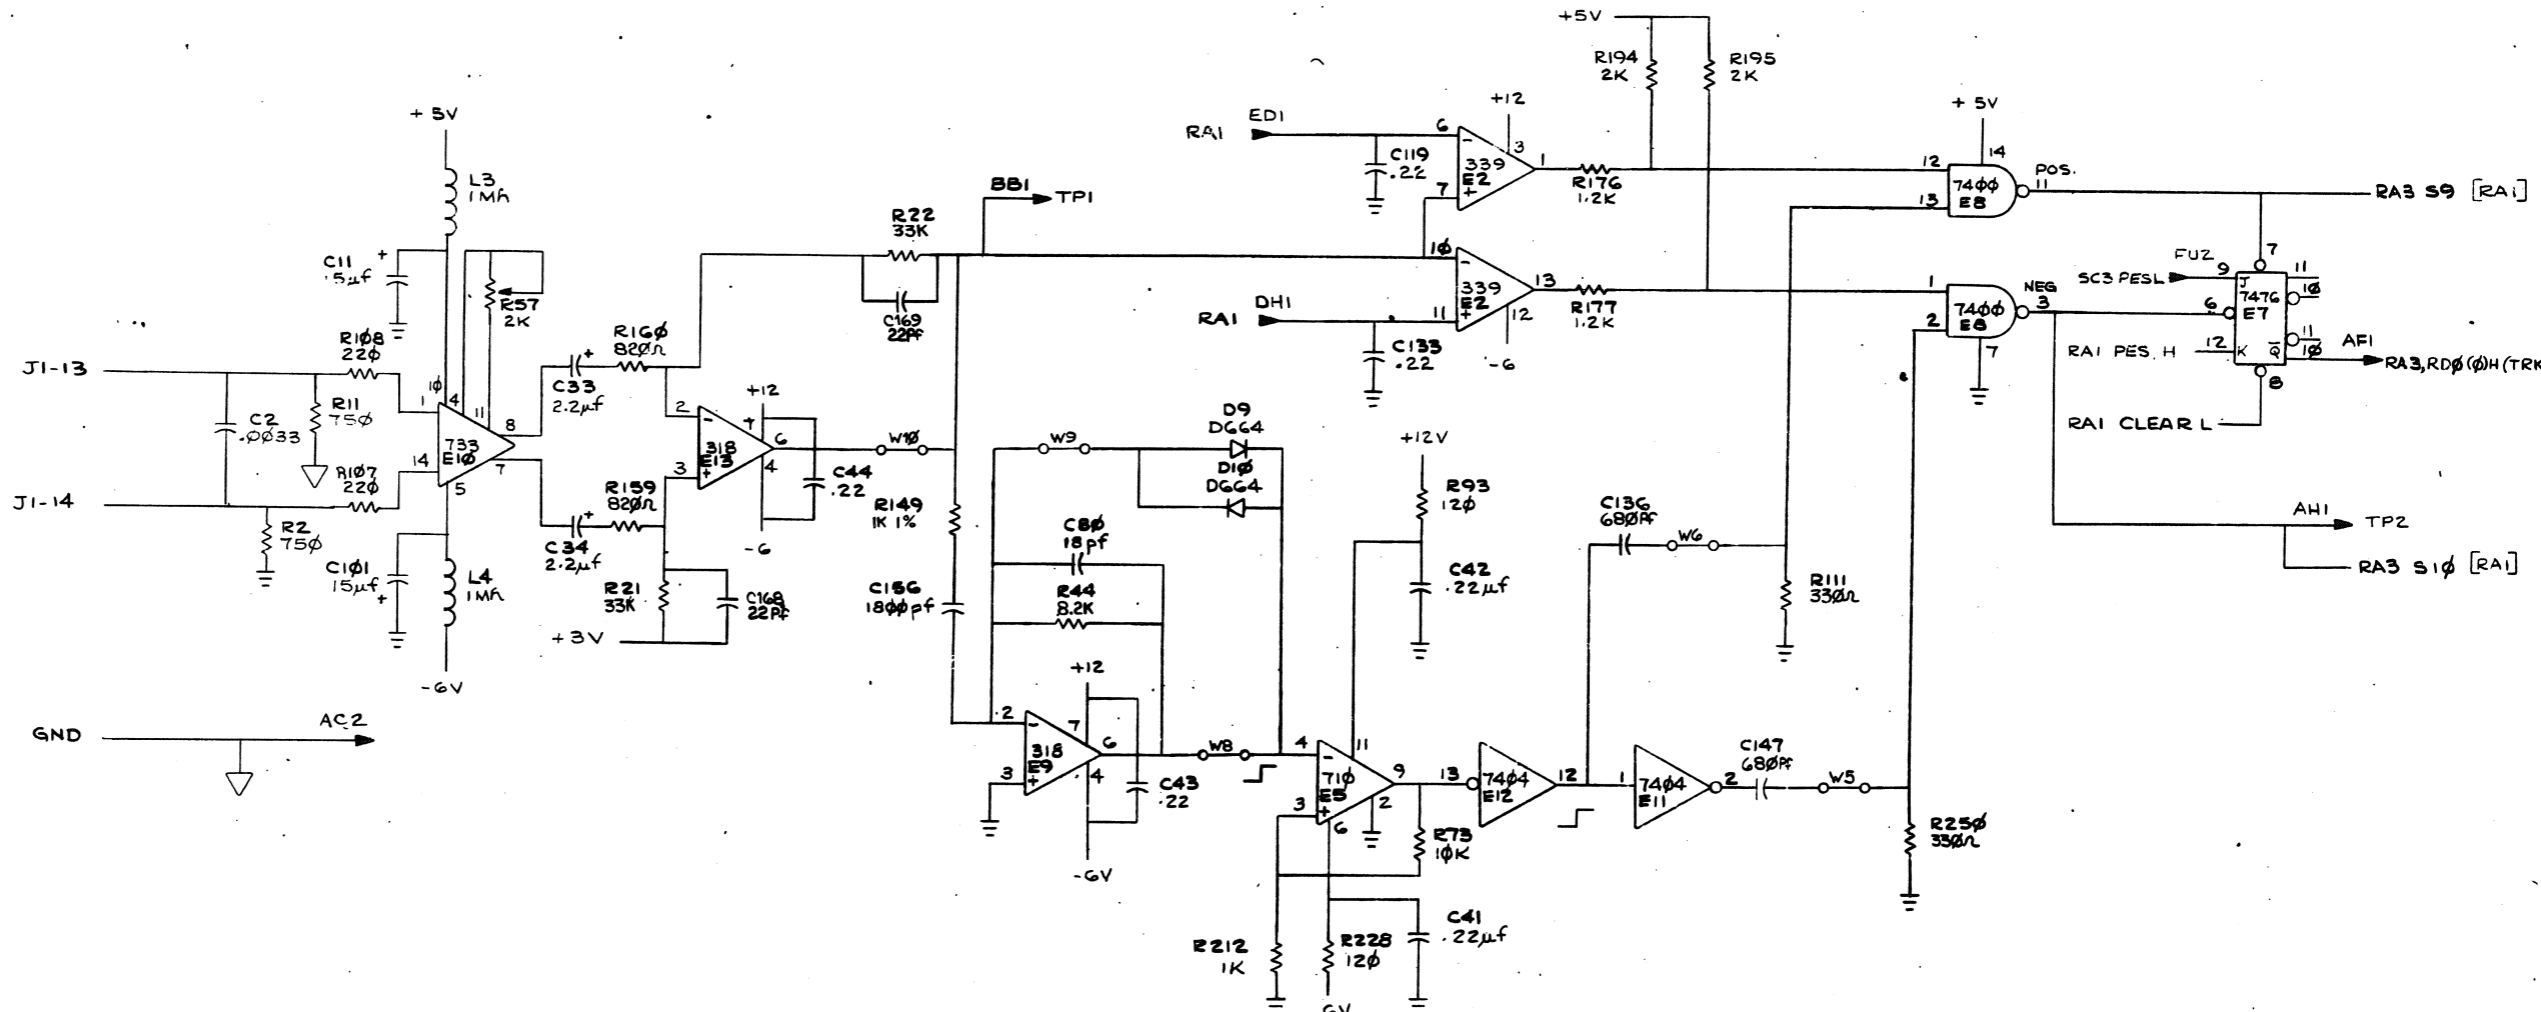 +5V
R194
2K
R195
2K
+5V
L3
1Mh
C11
.5µf
+
R57
2K
R108
220
J1-13
C2
.0033
R11
750
10
4
11
1
8
733
E10
14
7
5
J1-14
R107
220
R2
750
C101
15µf
+
L4
1Mh
-6V
GND
AC2
C33
2.2µf
+
R160
820Ω
C34
2.2µf
+
R159
820Ω
R21
33K
C168
22Pf
+3V
+12
2
-
7
318
E13
6
3
+
4
-6
C44
.22
W10
R22
33K
C169
22Pf
BB1
TP1
R149
1K 1%
C156
1800pf
W9
D9
D664
D10
D664
C80
18pf
R44
8.2K
+12
2
-
7
318
E9
6
3
+
4
-6V
C43
.22
W8
RA1
ED1
C119
.22
+12
6
-
3
339
E2
1
7
+
R176
1.2K
RA1
DH1
C133
.22
10
-
339
E2
13
11
+
12
-6
R177
1.2K
+12V
R93
120
C42
.22µf
4
-
11
710
E5
9
3
+
2
6
R73
10K
R212
1K
R228
120
C41
.22µf
6V
13
7404
E12
12
1
7404
E11
2
C147
680Pf
W5
R250
330Ω
C136
680Pf
W6
R111
330Ω
+5V
12
14
7400
E8
13
POS.
11
RA3 S9 [RA1]
1
7400
E8
2
7
NEG
3
FU2
SC3 PESL
9
7
J
11
10
7476
E7
6
11
RA1 PES. H
12
K
Q
10
8
AF1
RA3, RD0(0)H(TRK
RA1 CLEAR L
AH1
TP2
RA3 S10 [RA1]